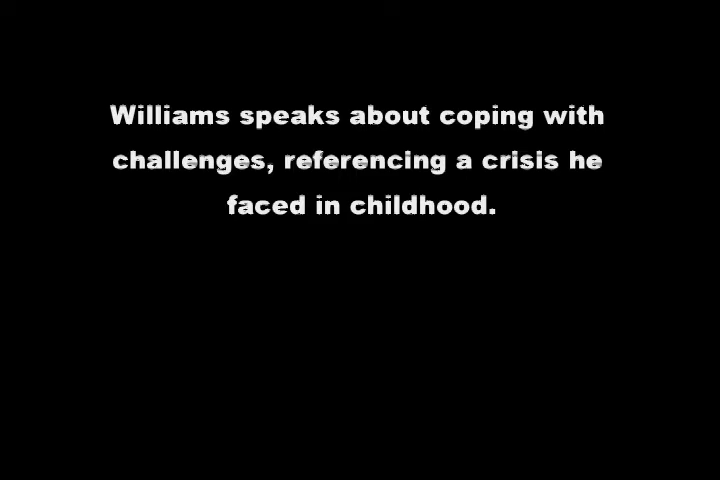 Williams speaks about coping with
challenges, referencing a crisis he
faced in childhood.